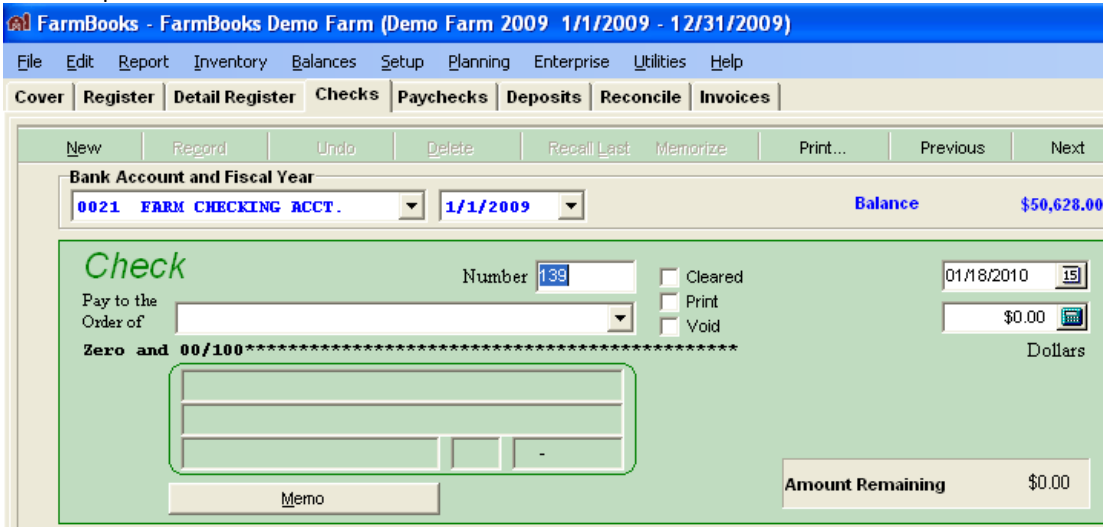 FarmBooks - FarmBooks Demo Farm (Demo Farm 2009 1/1/2009 - 12/31/2009)
File Edit Report Inventory Balances Setup Planning Enterprise Utilities Help
Cover Register Detail Register Checks Paychecks Deposits Reconcile Invoices
New Record Undo Delete Recall Last Memorize Print... Previous Next
Bank Account and Fiscal Year
0021 FARM CHECKING ACCT. 1/1/2009 Balance $50,628.00
Check Number 139 Cleared 01/18/2010 15
Pay to the Print
Order of Void $0.00
Zero and 00/100************************************************** Dollars
-
Memo Amount Remaining $0.00